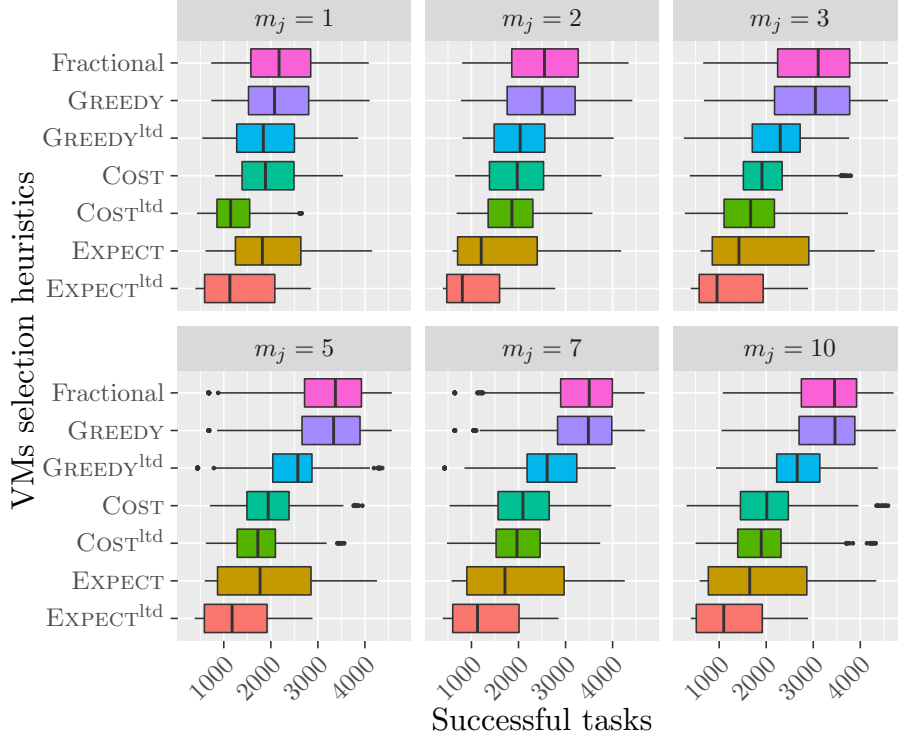 m_j = 1 m_j = 2 m_j = 3
Fractional
GREEDY
GREEDY^ltd
COST
COST^ltd
EXPECT
EXPECT^ltd
VMs selection heuristics
m_j = 5 m_j = 7 m_j = 10
Fractional
GREEDY
GREEDY^ltd
COST
COST^ltd
EXPECT
EXPECT^ltd
1000 2000 3000 4000 1000 2000 3000 4000 1000 2000 3000 4000
Successful tasks